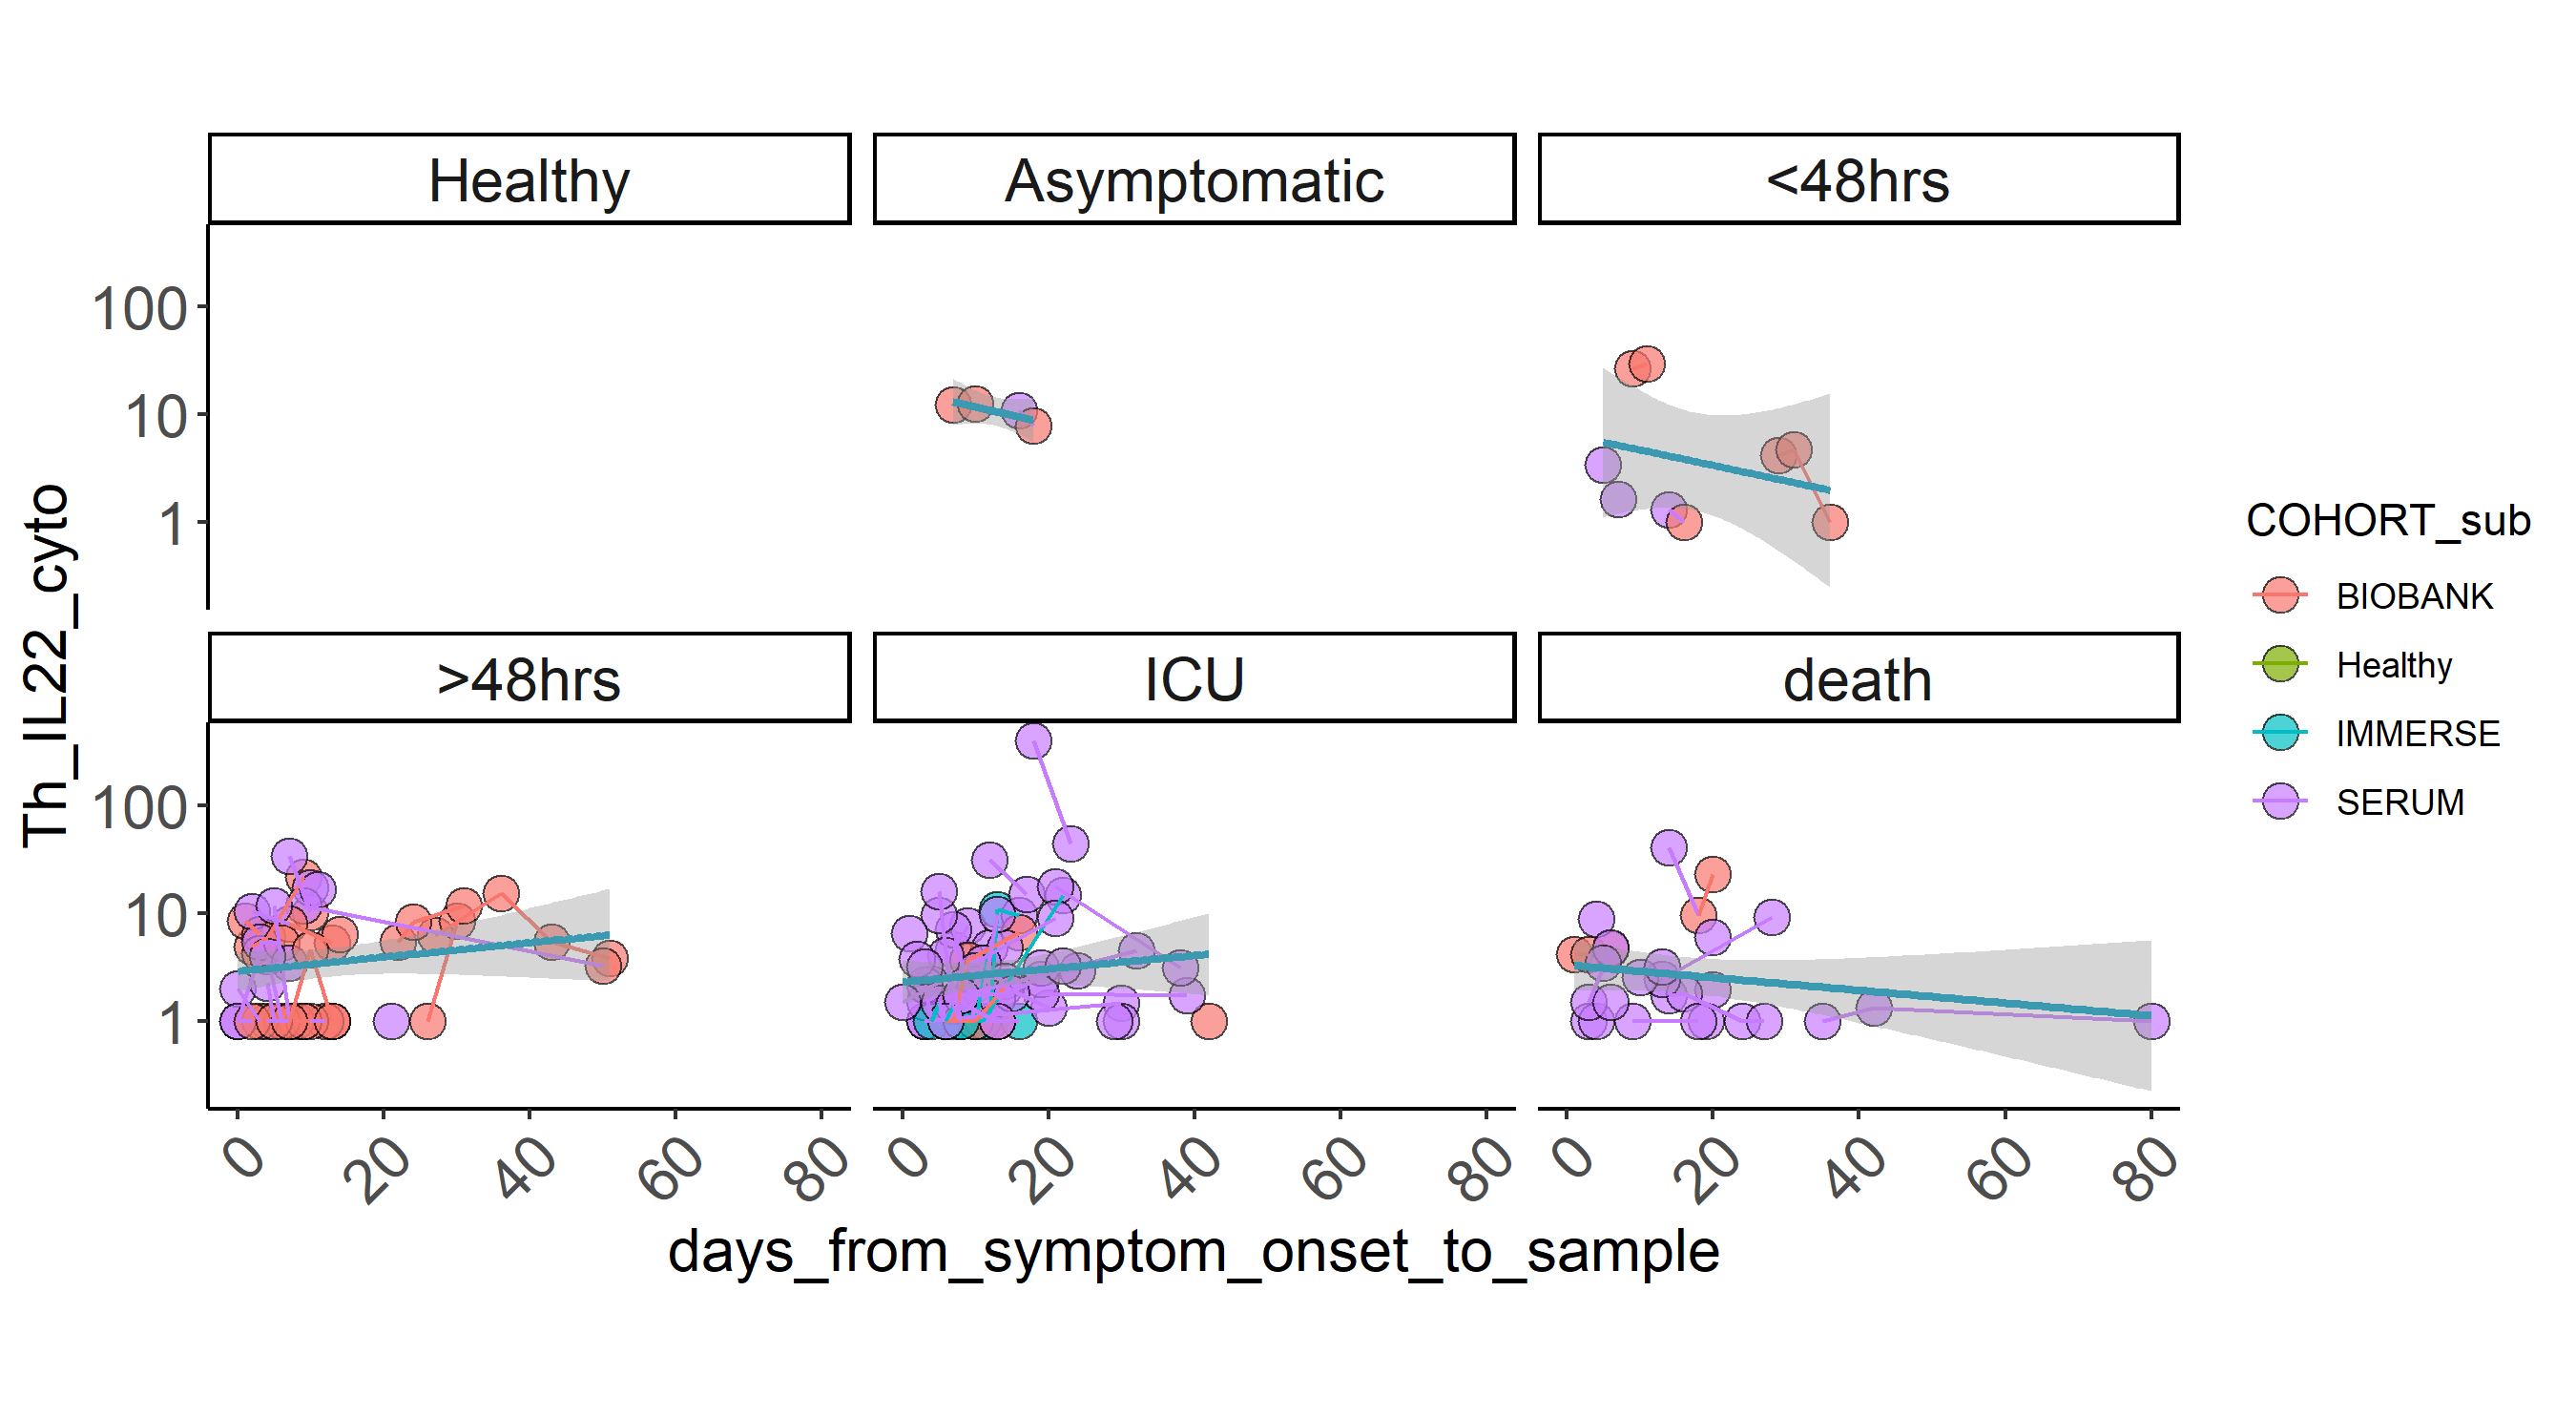 Healthy
Asymptomatic
<48hrs
100
10
1
>48hrs
ICU
death
100
10
1
0
20
40
60
80
0
20
40
60
80
0
20
40
60
80
Th_IL22_cyto
days_from_symptom_onset_to_sample
COHORT_sub
BIOBANK
Healthy
IMMERSE
SERUM